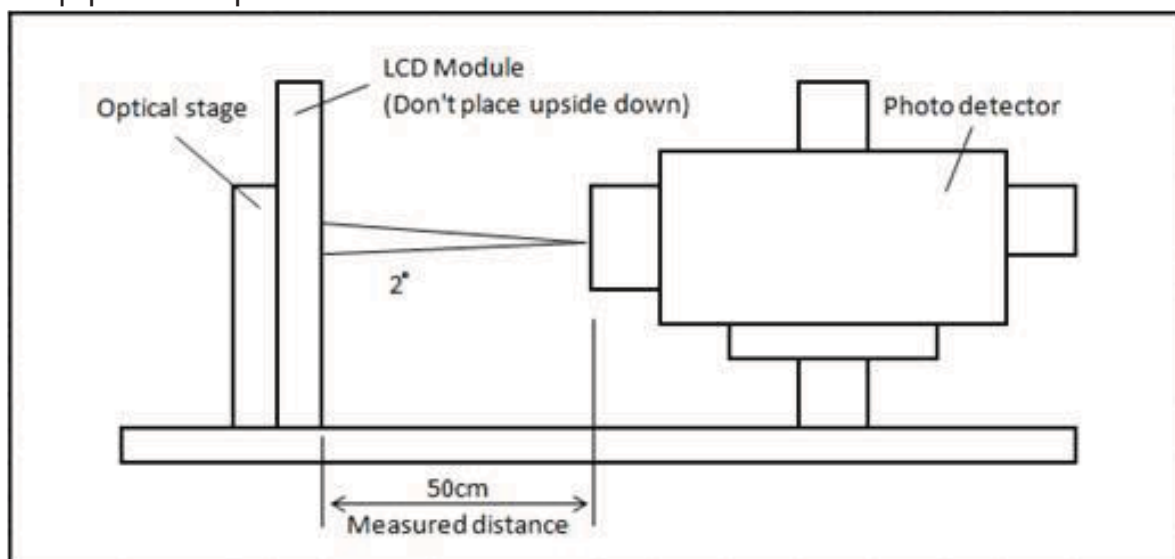 LCD Module
(Don't place upside down)
Optical stage
Photo detector
2°
50cm
Measured distance